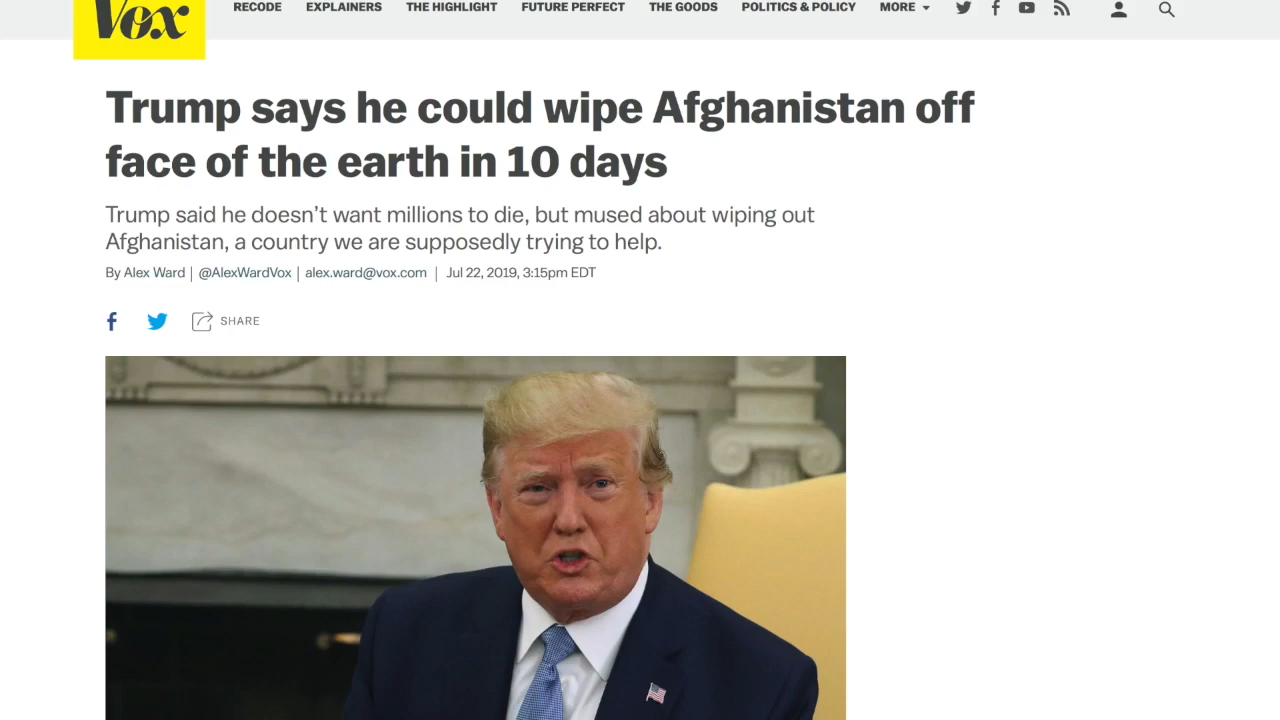 Vox
RECODE EXPLAINERS THE HIGHLIGHT FUTURE PERFECT THE GOODS POLITICS & POLICY MORE
Trump says he could wipe Afghanistan off
face of the earth in 10 days
Trump said he doesn’t want millions to die, but mused about wiping out
Afghanistan, a country we are supposedly trying to help.
By Alex Ward | @AlexWardVox | alex.ward@vox.com | Jul 22, 2019, 3:15pm EDT
SHARE